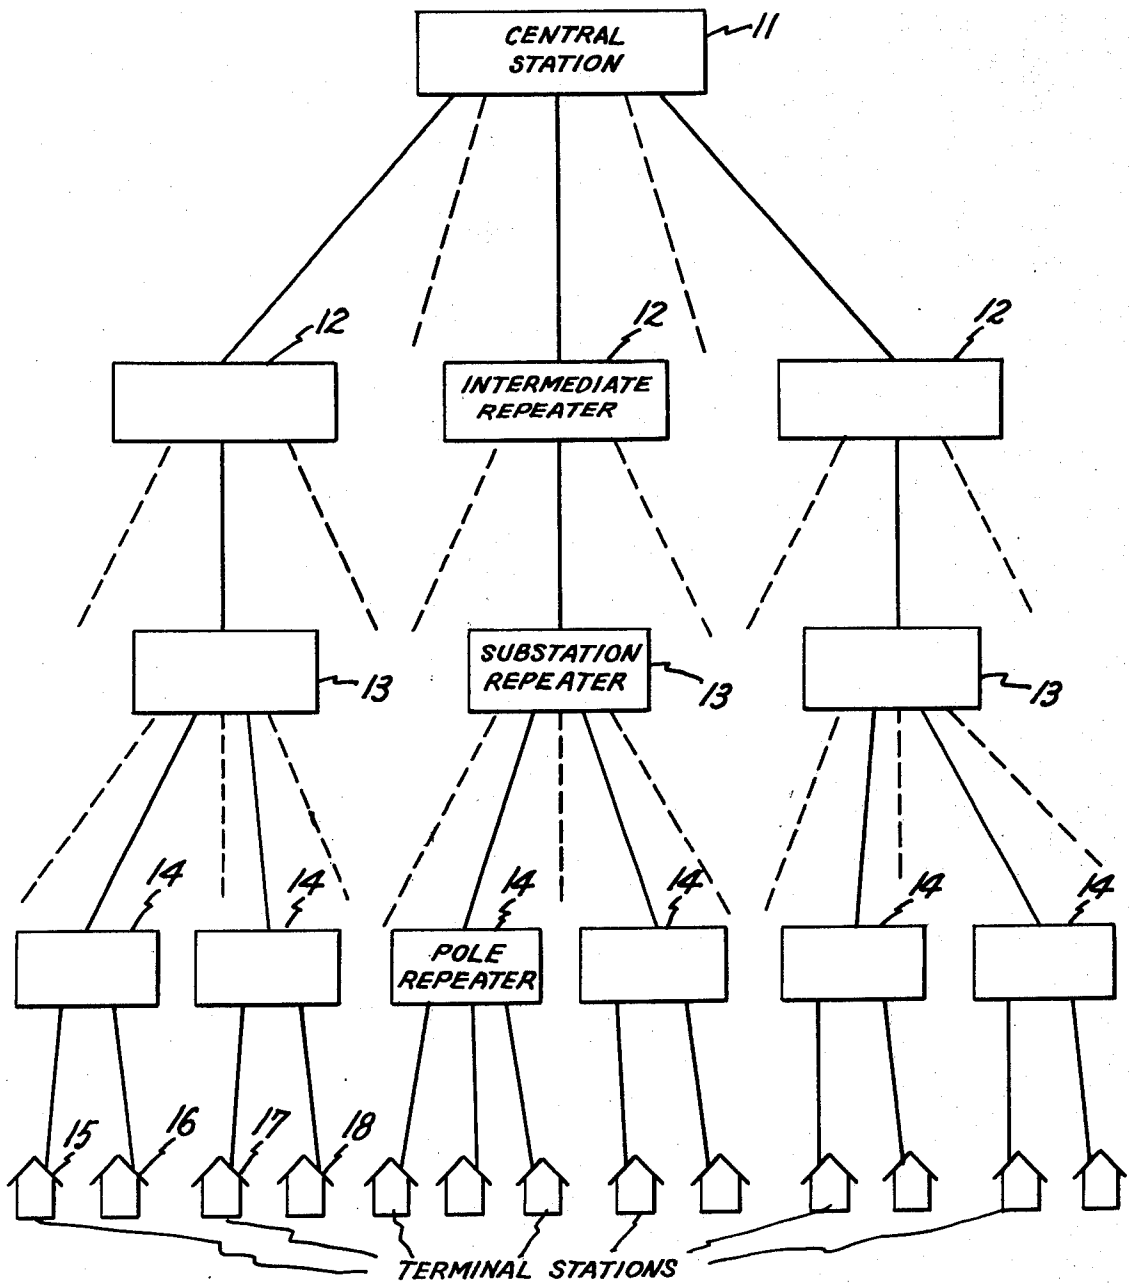 CENTRAL
STATION
11
12
12
12
INTERMEDIATE
REPEATER
SUBSTATION
REPEATER
13
13
13
14
14
14
14
14
14
POLE
REPEATER
15
16
17
18
TERMINAL STATIONS